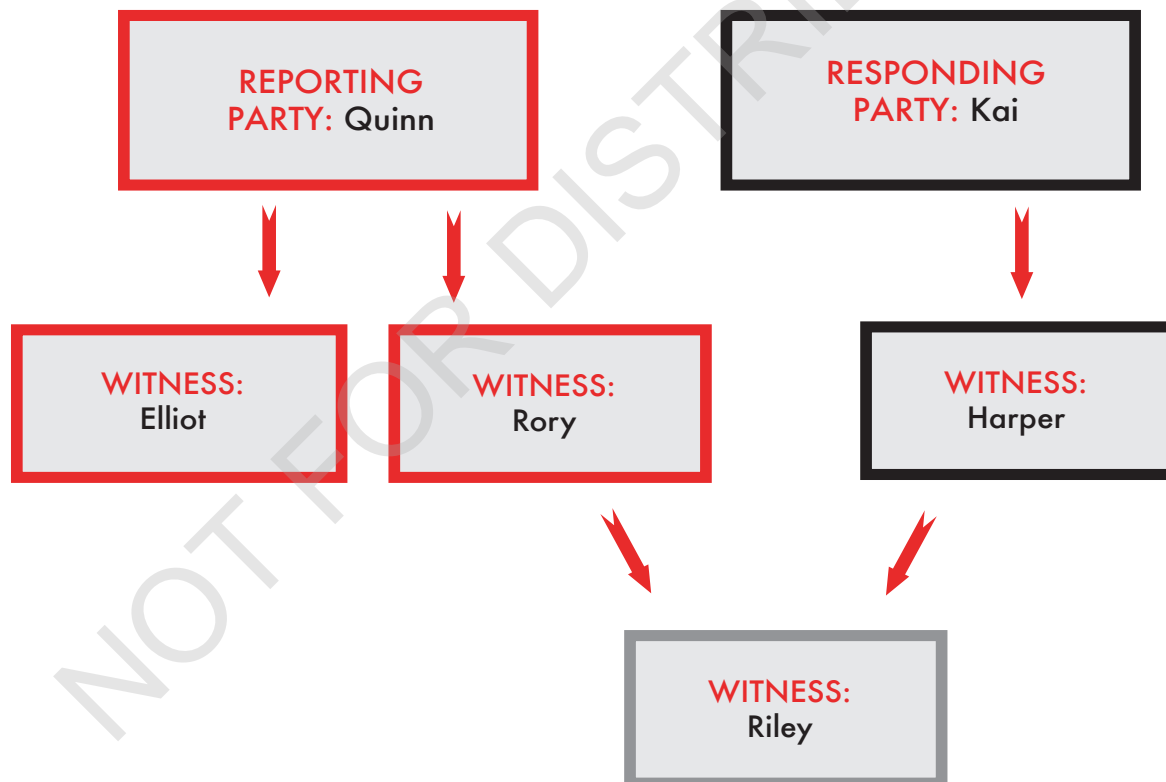 REPORTING
PARTY: Quinn
RESPONDING
PARTY: Kai
WITNESS:
Elliot
WITNESS:
Rory
WITNESS:
Harper
WITNESS:
Riley
NOT FOR DISTRI